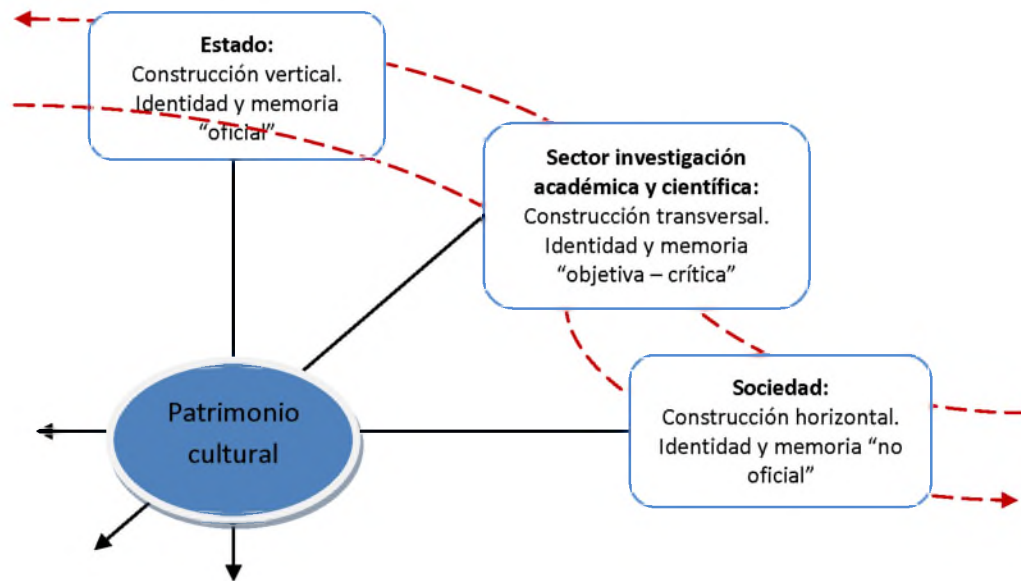 Estado:
Construcción vertical.
Identidad y memoria
“oficial”
Sector investigación
académica y científica:
Construcción transversal.
Identidad y memoria
“objetiva – crítica”
Sociedad:
Construcción horizontal.
Identidad y memoria “no
oficial”
Patrimonio
cultural